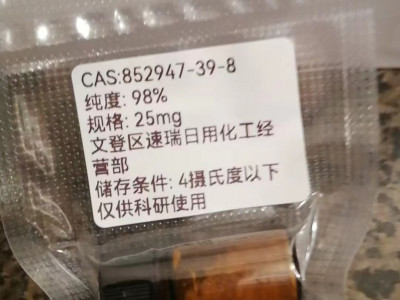 CAS:852947-39-8
纯度: 98%
规格: 25mg
文登区速瑞日用化工经
营部
储存条件: 4摄氏度以下
仅供科研使用